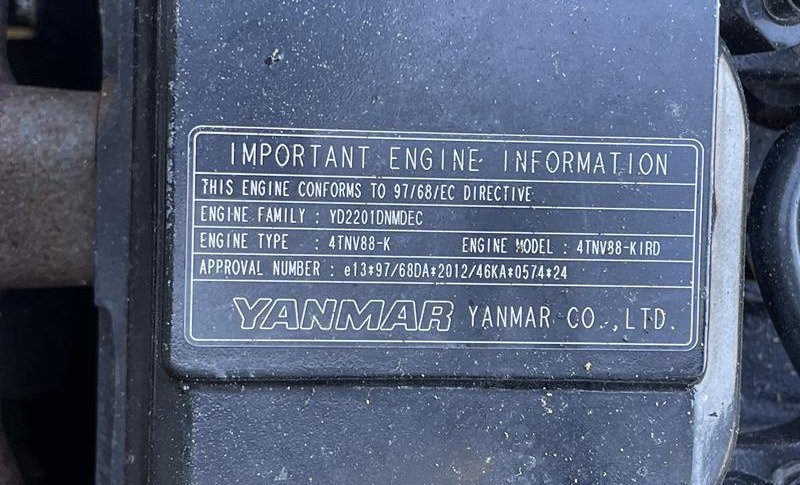 IMPORTANT ENGINE INFORMATION
THIS ENGINE CONFORMS TO 97/68/EC DIRECTIVE
ENGINE FAMILY : YD2201DNMDEC
ENGINE TYPE : 4TNV88-K ENGINE MODEL : 4TNV88-KIRD
APPROVAL NUMBER : e13*97/68DA*2012/46KA*0574*24
YANMAR YANMAR CO.,LTD.